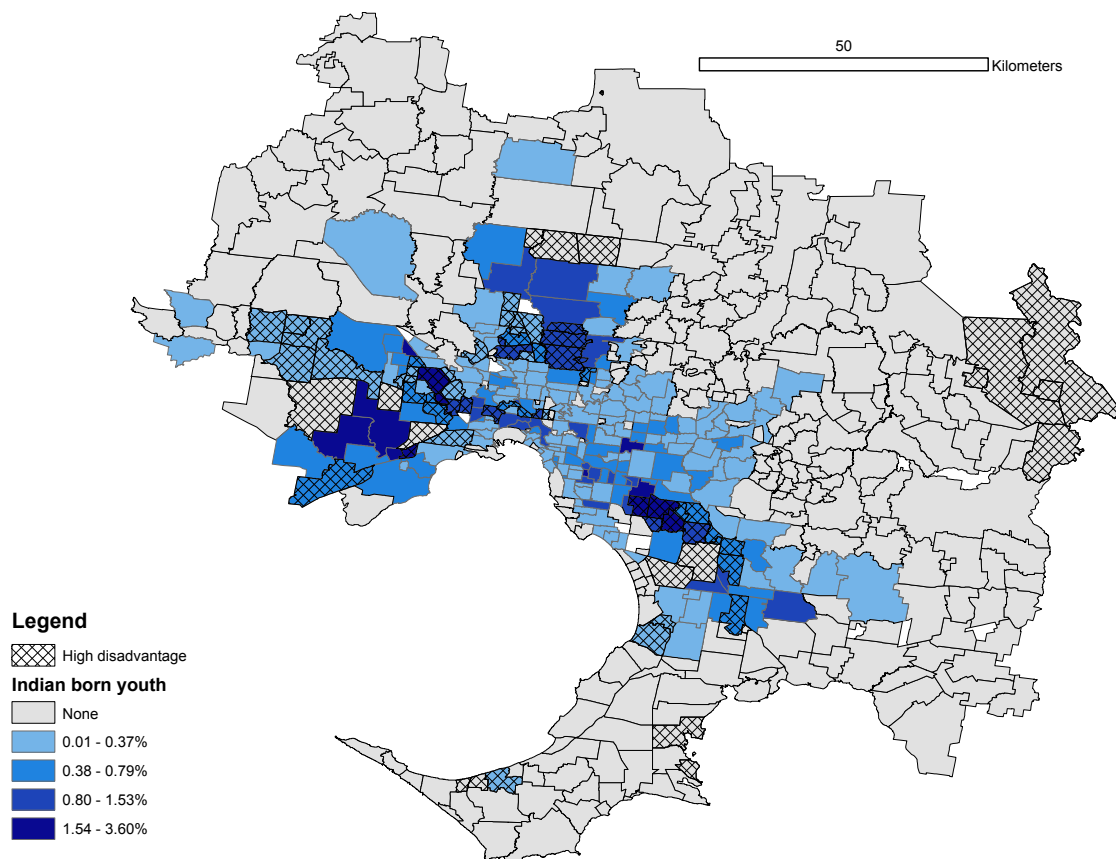 50
Kilometers
Legend
High disadvantage
Indian born youth
None
0.01 - 0.37%
0.38 - 0.79%
0.80 - 1.53%
1.54 - 3.60%